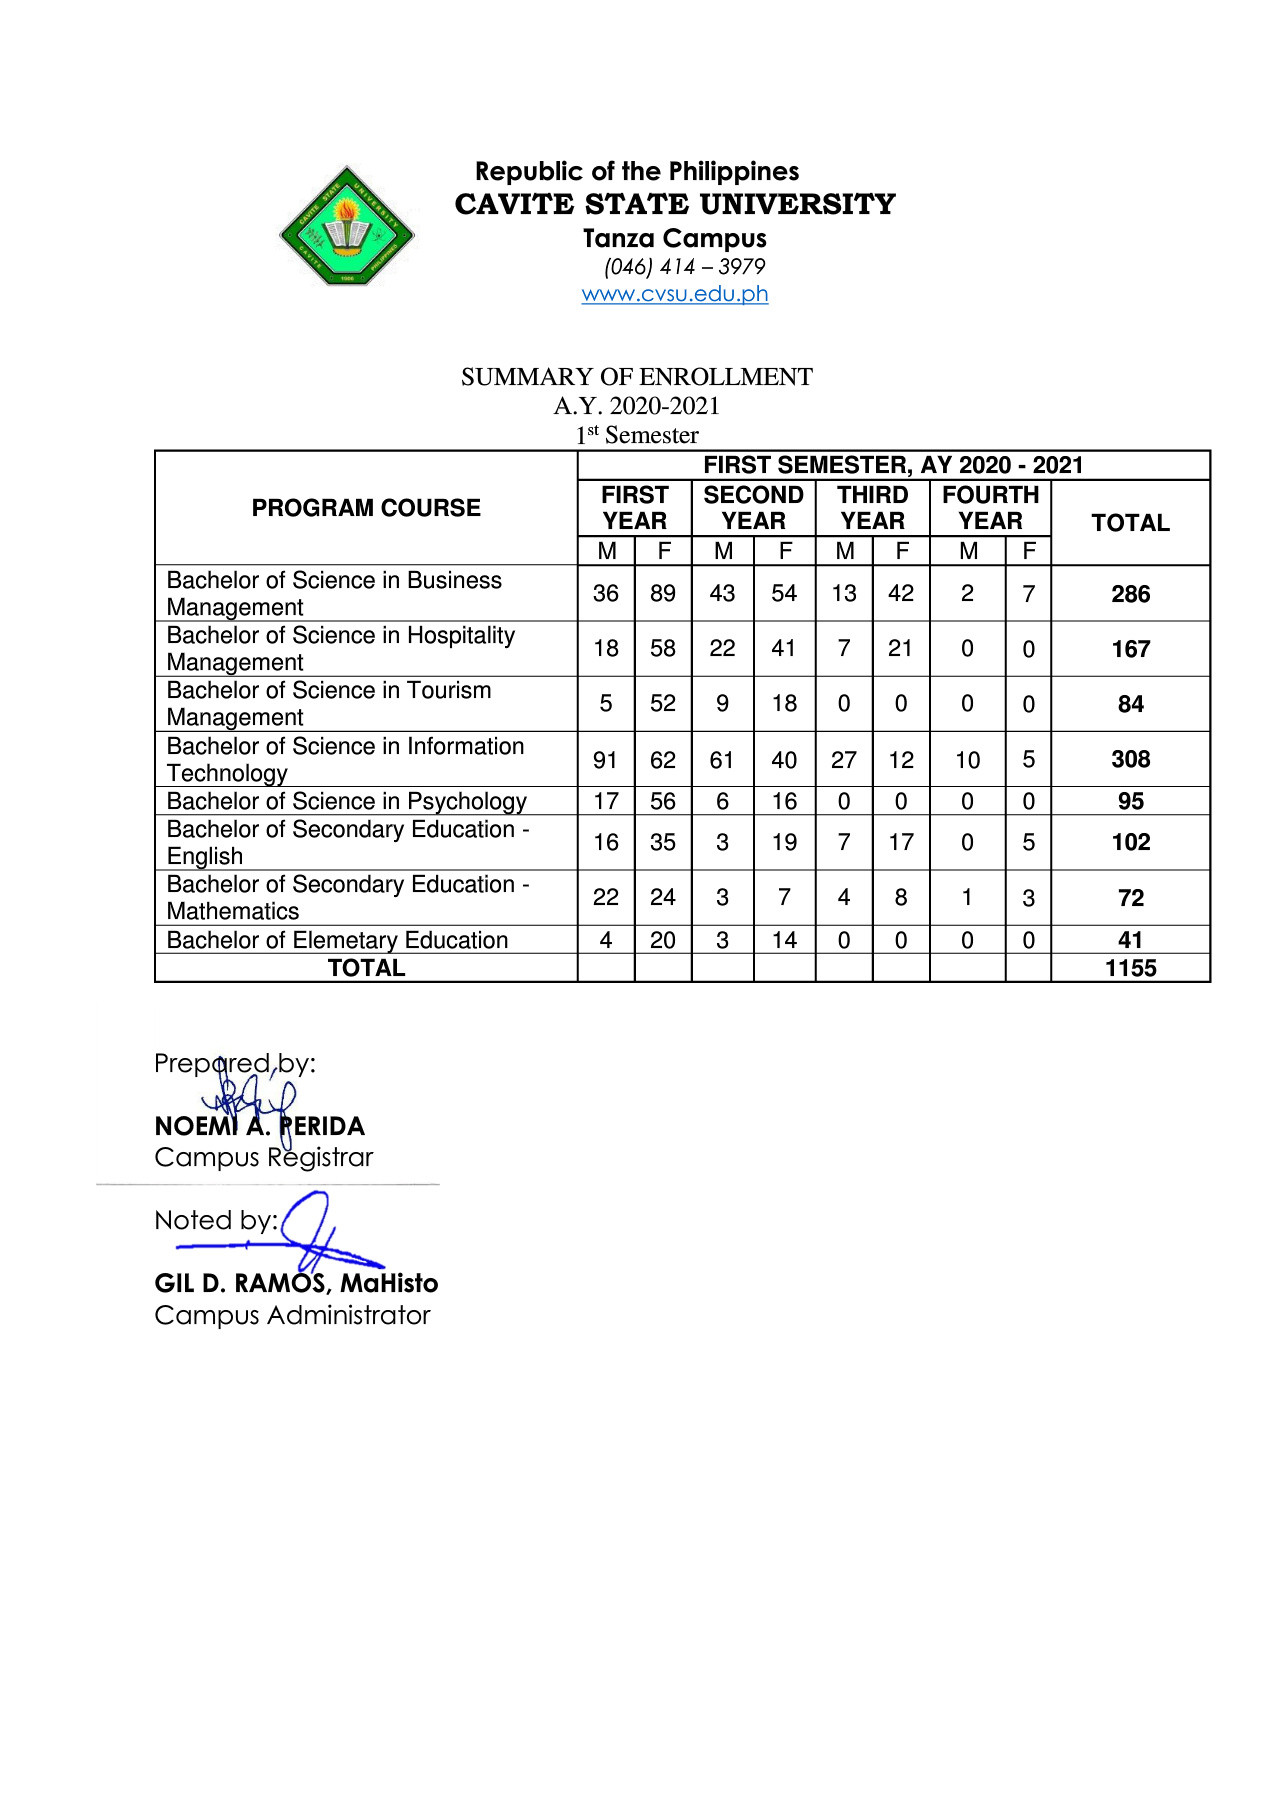 Republic of the Philippines
CAVITE STATE UNIVERSITY
Tanza Campus
(046) 414 – 3979
www.cvsu.edu.ph
CAVITE STATE UNIVERSITY
CAVITE PHILIPPINES
1906
SUMMARY OF ENROLLMENT
A.Y. 2020-2021
1st Semester
PROGRAM COURSE
FIRST SEMESTER, AY 2020 - 2021
FIRST YEAR SECOND YEAR THIRD YEAR FOURTH YEAR TOTAL
M F M F M F M F
Bachelor of Science in Business
Management 36 89 43 54 13 42 2 7 286
Bachelor of Science in Hospitality
Management 18 58 22 41 7 21 0 0 167
Bachelor of Science in Tourism
Management 5 52 9 18 0 0 0 0 84
Bachelor of Science in Information
Technology 91 62 61 40 27 12 10 5 308
Bachelor of Science in Psychology 17 56 6 16 0 0 0 0 95
Bachelor of Secondary Education -
English 16 35 3 19 7 17 0 5 102
Bachelor of Secondary Education -
Mathematics 22 24 3 7 4 8 1 3 72
Bachelor of Elemetary Education 4 20 3 14 0 0 0 0 41
TOTAL 1155
Prepared by:
NOEMI A. PERIDA
Campus Registrar
Noted by:
GIL D. RAMOS, MaHisto
Campus Administrator